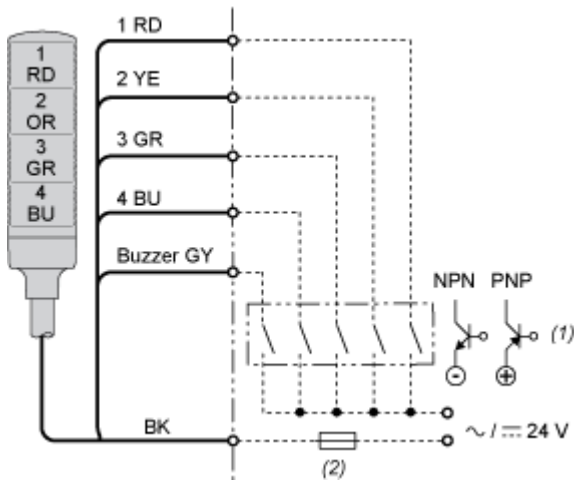 1
RD
2
OR
3
GR
4
BU
1 RD
2 YE
3 GR
4 BU
Buzzer GY
BK
NPN PNP
(1)
- +
~ / ⎓ 24 V
(2)